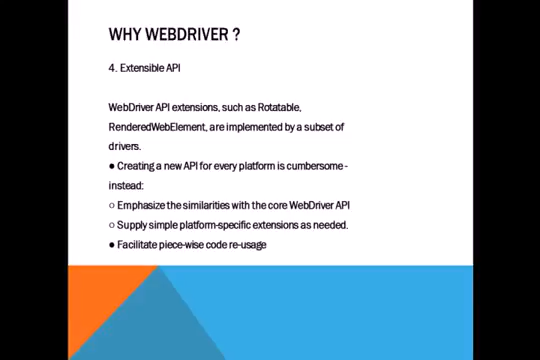 WHY WEBDRIVER ?
4. Extensible API
WebDriver API extensions, such as Rotatable,
RenderedWebElement, are implemented by a subset of
drivers.
● Creating a new API for every platform is cumbersome -
instead:
○ Emphasize the similarities with the core WebDriver API
○ Supply simple platform-specific extensions as needed.
● Facilitate piece-wise code re-usage